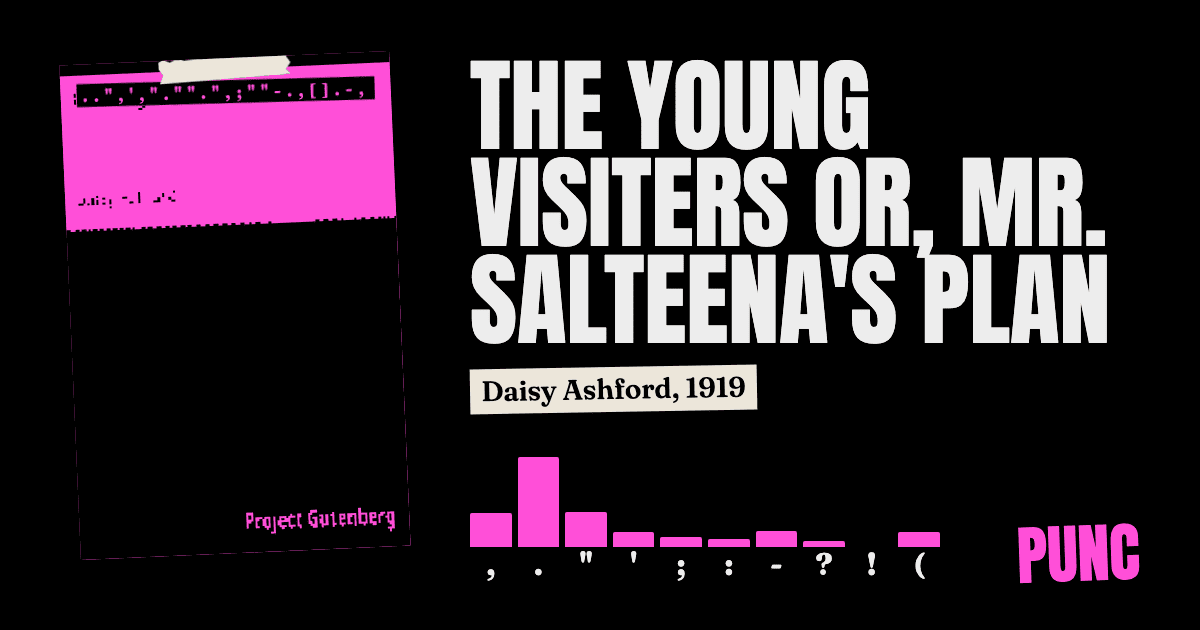 ..",',".""." ,;""-.,[].-,
Project Gutenberg
THE YOUNG
VISITERS OR, MR.
SALTEENA'S PLAN
Daisy Ashford, 1919
, . " ' ; : - ? ! (
PUNC